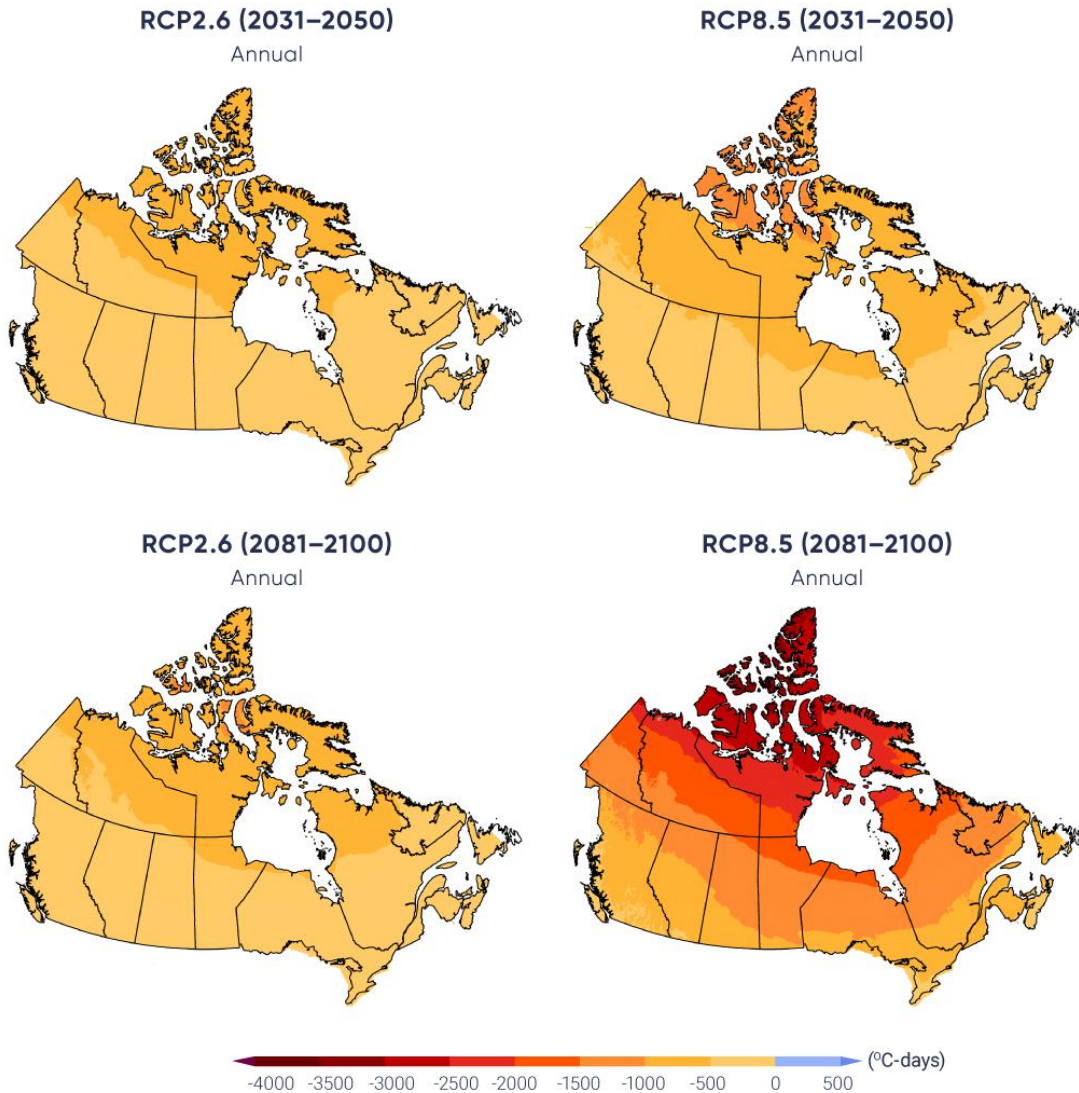 RCP2.6 (2031–2050)
Annual
RCP8.5 (2031–2050)
Annual
RCP2.6 (2081–2100)
Annual
RCP8.5 (2081–2100)
Annual
(ºC-days)
-4000 -3500 -3000 -2500 -2000 -1500 -1000 -500 0 500